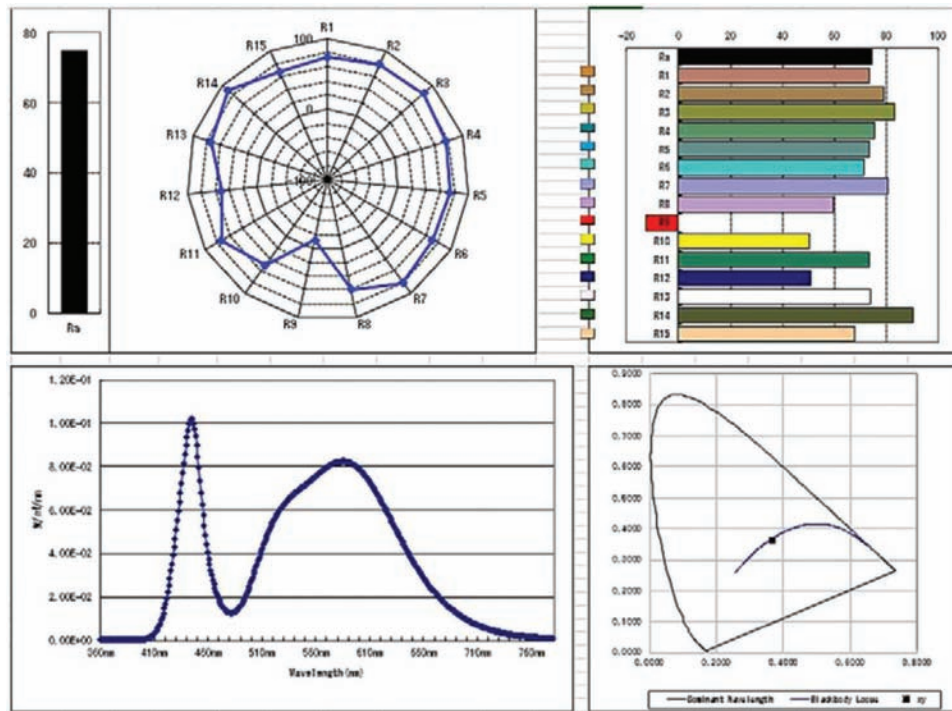 80
60
40
20
0
Ra
100
0
-100
R1
R2
R3
R4
R5
R6
R7
R8
R9
R10
R11
R12
R13
R14
R15
-20 0 20 40 60 80 100
Ra
R1
R2
R3
R4
R5
R6
R7
R8
R9
R10
R11
R12
R13
R14
R15
1.20E-01
1.00E-01
8.00E-02
6.00E-02
4.00E-02
2.00E-02
0.00E+00
360nm 410nm 460nm 510nm 560nm 610nm 660nm 710nm 760nm
Wavelength(nm)
0.9000
0.8000
0.7000
0.6000
0.5000
0.4000
0.3000
0.2000
0.1000
0.0000
0.0000 0.2000 0.4000 0.6000 0.8000
Dominant Wavelength Blackbody Locus xy